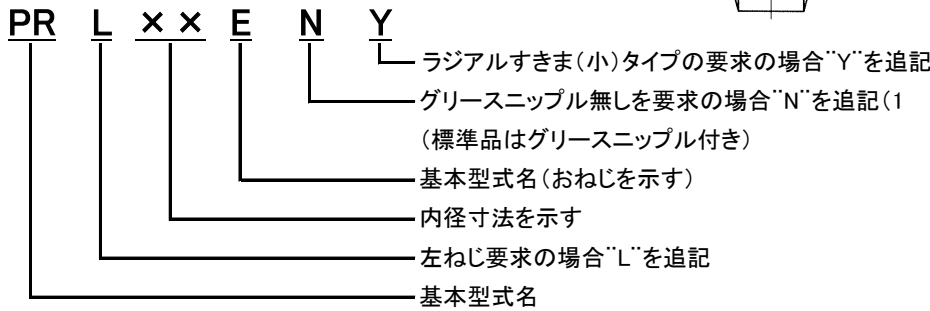 PR L ×× E N Y
ラジアルすきま(小)タイプの要求の場合¨Y¨を追記
グリースニップル無しを要求の場合¨N¨を追記(1
(標準品はグリースニップル付き)
基本型式名(おねじを示す)
内径寸法を示す
左ねじ要求の場合¨L¨を追記
基本型式名